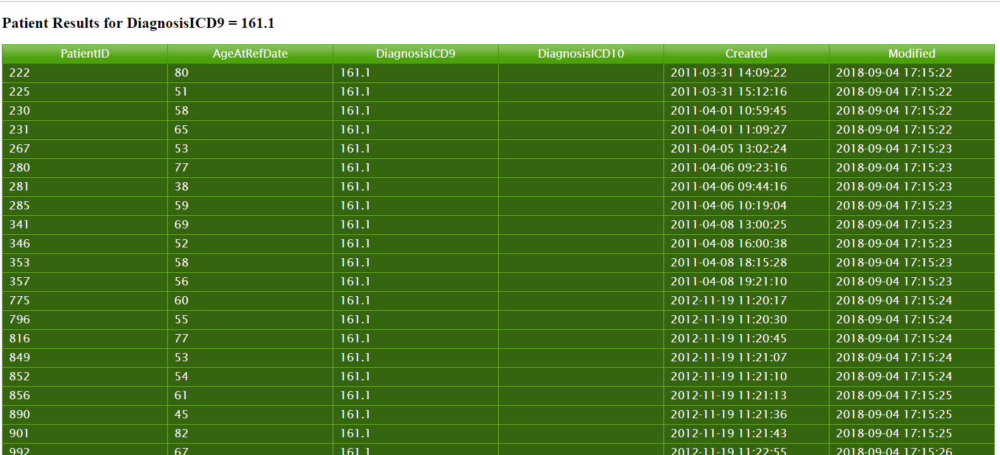 Patient Results for DiagnosisICD9 = 161.1
PatientID AgeAtRefDate DiagnosisICD9 DiagnosisICD10 Created Modified
222 80 161.1 2011-03-31 14:09:22 2018-09-04 17:15:22
225 51 161.1 2011-03-31 15:12:16 2018-09-04 17:15:22
230 58 161.1 2011-04-01 10:59:45 2018-09-04 17:15:22
231 65 161.1 2011-04-01 11:09:27 2018-09-04 17:15:22
267 53 161.1 2011-04-05 13:02:24 2018-09-04 17:15:23
280 77 161.1 2011-04-06 09:23:16 2018-09-04 17:15:23
281 38 161.1 2011-04-06 09:44:16 2018-09-04 17:15:23
285 59 161.1 2011-04-06 10:19:04 2018-09-04 17:15:23
341 69 161.1 2011-04-08 13:00:25 2018-09-04 17:15:23
346 52 161.1 2011-04-08 16:00:38 2018-09-04 17:15:23
353 58 161.1 2011-04-08 18:15:28 2018-09-04 17:15:23
357 56 161.1 2011-04-08 19:21:10 2018-09-04 17:15:23
775 60 161.1 2012-11-19 11:20:17 2018-09-04 17:15:24
796 55 161.1 2012-11-19 11:20:30 2018-09-04 17:15:24
816 77 161.1 2012-11-19 11:20:45 2018-09-04 17:15:24
849 53 161.1 2012-11-19 11:21:07 2018-09-04 17:15:24
852 54 161.1 2012-11-19 11:21:10 2018-09-04 17:15:24
856 61 161.1 2012-11-19 11:21:13 2018-09-04 17:15:25
890 45 161.1 2012-11-19 11:21:36 2018-09-04 17:15:25
901 82 161.1 2012-11-19 11:21:43 2018-09-04 17:15:25
992 67 161.1 2012-11-19 11:22:55 2018-09-04 17:15:26